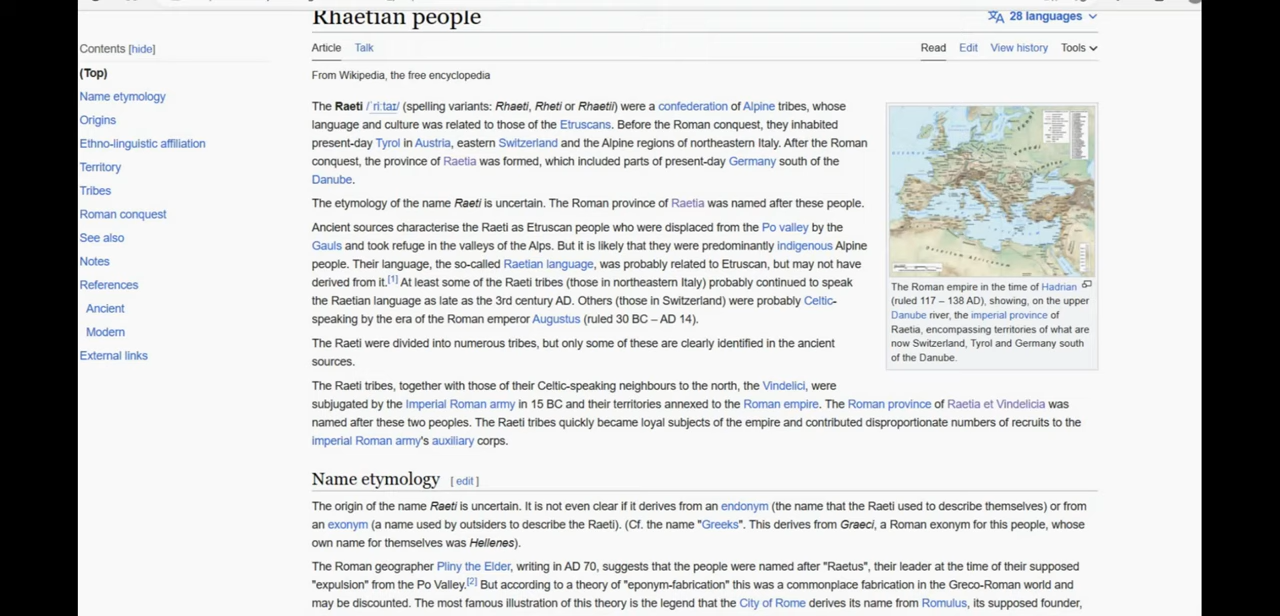 Rhaetian people
28 languages
Contents [hide]
(Top)
Name etymology
Origins
Ethno-linguistic affiliation
Territory
Tribes
Roman conquest
See also
Notes
References
Ancient
Modern
External links
Article Talk
Read Edit View history Tools
From Wikipedia, the free encyclopedia
The Raeti /ˈriːtaɪ/ (spelling variants: Rhaeti, Rheti or Rhaetii) were a confederation of Alpine tribes, whose
language and culture was related to those of the Etruscans. Before the Roman conquest, they inhabited
present-day Tyrol in Austria, eastern Switzerland and the Alpine regions of northeastern Italy. After the Roman
conquest, the province of Raetia was formed, which included parts of present-day Germany south of the
Danube.
The etymology of the name Raeti is uncertain. The Roman province of Raetia was named after these people.
Ancient sources characterise the Raeti as Etruscan people who were displaced from the Po valley by the
Gauls and took refuge in the valleys of the Alps. But it is likely that they were predominantly indigenous Alpine
people. Their language, the so-called Raetian language, was probably related to Etruscan, but may not have
derived from it.[1] At least some of the Raeti tribes (those in northeastern Italy) probably continued to speak
the Raetian language as late as the 3rd century AD. Others (those in Switzerland) were probably Celtic-
speaking by the era of the Roman emperor Augustus (ruled 30 BC – AD 14).
The Raeti were divided into numerous tribes, but only some of these are clearly identified in the ancient
sources.
The Raeti tribes, together with those of their Celtic-speaking neighbours to the north, the Vindelici, were
subjugated by the Imperial Roman army in 15 BC and their territories annexed to the Roman empire. The Roman province of Raetia et Vindelicia was
named after these two peoples. The Raeti tribes quickly became loyal subjects of the empire and contributed disproportionate numbers of recruits to the
imperial Roman army's auxiliary corps.
The Roman empire in the time of Hadrian
(ruled 117 – 138 AD), showing, on the upper
Danube river, the imperial province of
Raetia, encompassing territories of what are
now Switzerland, Tyrol and Germany south
of the Danube.
Name etymology [ edit ]
The origin of the name Raeti is uncertain. It is not even clear if it derives from an endonym (the name that the Raeti used to describe themselves) or from
an exonym (a name used by outsiders to describe the Raeti). (Cf. the name "Greeks". This derives from Graeci, a Roman exonym for this people, whose
own name for themselves was Hellenes).
The Roman geographer Pliny the Elder, writing in AD 70, suggests that the people were named after "Raetus", their leader at the time of their supposed
"expulsion" from the Po Valley.[2] But according to a theory of "eponym-fabrication" this was a commonplace fabrication in the Greco-Roman world and
may be discounted. The most famous illustration of this theory is the legend that the City of Rome derives its name from Romulus, its supposed founder,